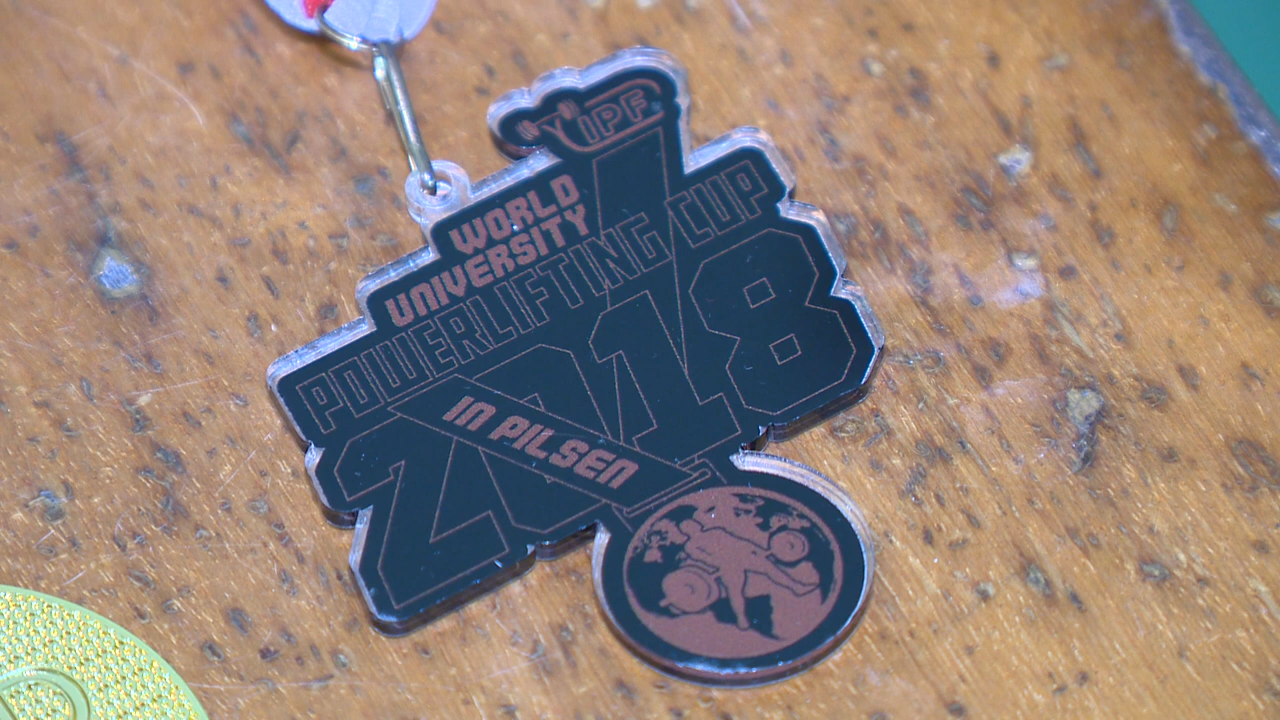 IPF
WORLD
UNIVERSITY
POWERLIFTING CUP
2018
IN PILSEN